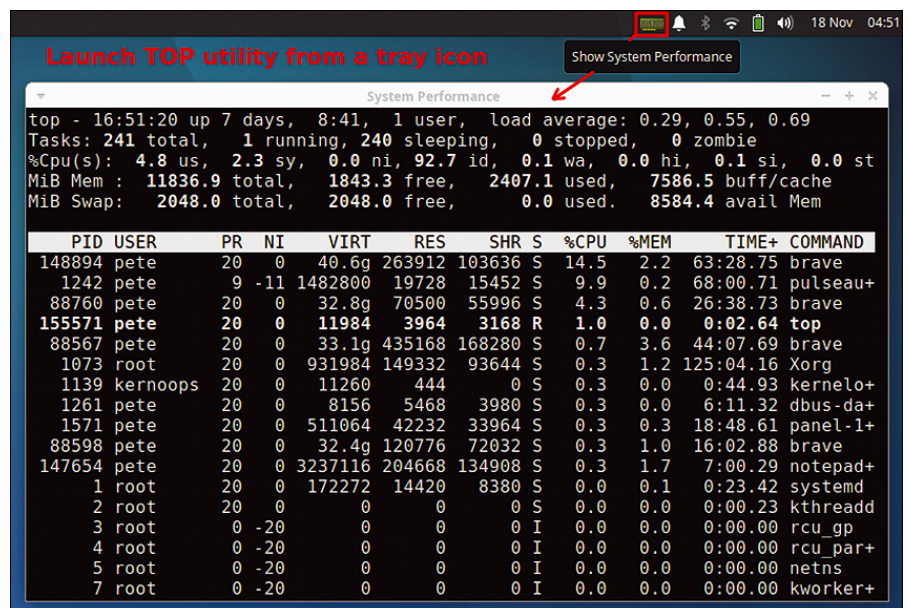 18 Nov 04:51
Launch TOP utility from a tray icon
Show System Performance
System Performance
top - 16:51:20 up 7 days, 8:41, 1 user, load average: 0.29, 0.55, 0.69
Tasks: 241 total, 1 running, 240 sleeping, 0 stopped, 0 zombie
%Cpu(s): 4.8 us, 2.3 sy, 0.0 ni, 92.7 id, 0.1 wa, 0.0 hi, 0.1 si, 0.0 st
MiB Mem : 11836.9 total, 1843.3 free, 2407.1 used, 7586.5 buff/cache
MiB Swap: 2048.0 total, 2048.0 free, 0.0 used. 8584.4 avail Mem
PID USER PR NI VIRT RES SHR S %CPU %MEM TIME+ COMMAND
148894 pete 20 0 40.6g 263912 103636 S 14.5 2.2 63:28.75 brave
1242 pete 9 -11 1482800 19728 15452 S 9.9 0.2 68:00.71 pulseau+
88760 pete 20 0 32.8g 70500 55996 S 4.3 0.6 26:38.73 brave
155571 pete 20 0 11984 3964 3168 R 1.0 0.0 0:02.64 top
88567 pete 20 0 33.1g 435168 168280 S 0.7 3.6 44:07.69 brave
1073 root 20 0 931984 149332 93644 S 0.3 1.2 125:04.16 Xorg
1139 kernoops 20 0 11260 444 0 S 0.3 0.0 0:44.93 kernelo+
1261 pete 20 0 8156 5468 3980 S 0.3 0.0 6:11.32 dbus-da+
1571 pete 20 0 511064 42232 33964 S 0.3 0.3 18:48.61 panel-1+
88598 pete 20 0 32.4g 120776 72032 S 0.3 1.0 16:02.88 brave
147654 pete 20 0 3237116 204668 134908 S 0.3 1.7 7:00.29 notepad+
1 root 20 0 172272 14420 8380 S 0.0 0.1 0:23.42 systemd
2 root 20 0 0 0 0 S 0.0 0.0 0:00.23 kthreadd
3 root 0 -20 0 0 0 I 0.0 0.0 0:00.00 rcu_gp
4 root 0 -20 0 0 0 I 0.0 0.0 0:00.00 rcu_par+
5 root 0 -20 0 0 0 I 0.0 0.0 0:00.00 netns
7 root 0 -20 0 0 0 I 0.0 0.0 0:00.00 kworker+